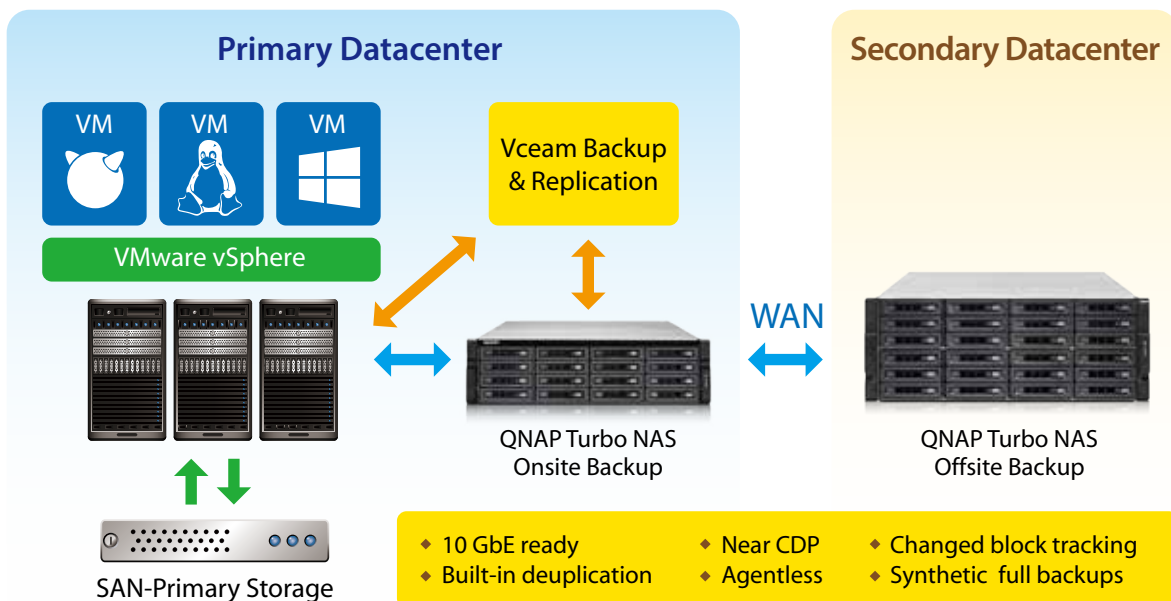 Primary Datacenter
Secondary Datacenter
VM
VM
VM
Vceam Backup
& Replication
VMware vSphere
WAN
QNAP Turbo NAS
Onsite Backup
QNAP Turbo NAS
Offsite Backup
SAN-Primary Storage
◆ 10 GbE ready
◆ Near CDP
◆ Changed block tracking
◆ Built-in deuplication
◆ Agentless
◆ Synthetic full backups